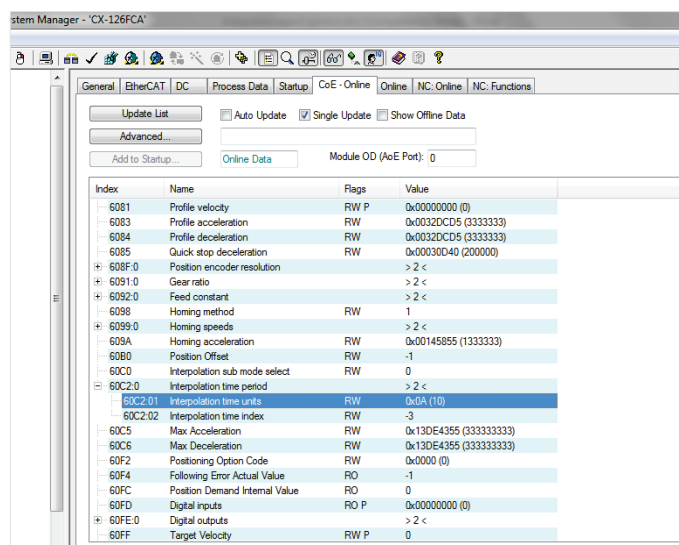 stem Manager - 'CX-126FCA'
General EtherCAT DC Process Data Startup CoE - Online Online NC: Online NC: Functions
Update List Auto Update Single Update Show Offline Data
Advanced...
Add to Startup... Online Data Module OD (AoE Port): 0
Index Name Flags Value
6081 Profile velocity RW P 0x00000000 (0)
6083 Profile acceleration RW 0x0032DCD5 (3333333)
6084 Profile deceleration RW 0x0032DCD5 (3333333)
6085 Quick stop deceleration RW 0x00030D40 (200000)
608F:0 Position encoder resolution > 2 <
6091:0 Gear ratio > 2 <
6092:0 Feed constant > 2 <
6098 Homing method RW 1
6099:0 Homing speeds > 2 <
609A Homing acceleration RW 0x00145855 (1333333)
60B0 Position Offset RW -1
60C0 Interpolation sub mode select RW 0
60C2:0 Interpolation time period > 2 <
60C2:01 Interpolation time units RW 0x0A (10)
60C2:02 Interpolation time index RW -3
60C5 Max Acceleration RW 0x13DE4355 (333333333)
60C6 Max Deceleration RW 0x13DE4355 (333333333)
60F2 Positioning Option Code RW 0x0000 (0)
60F4 Following Error Actual Value RO -1
60FC Position Demand Internal Value RO 0
60FD Digital inputs RO P 0x00000000 (0)
60FE:0 Digital outputs > 2 <
60FF Target Velocity RW P 0